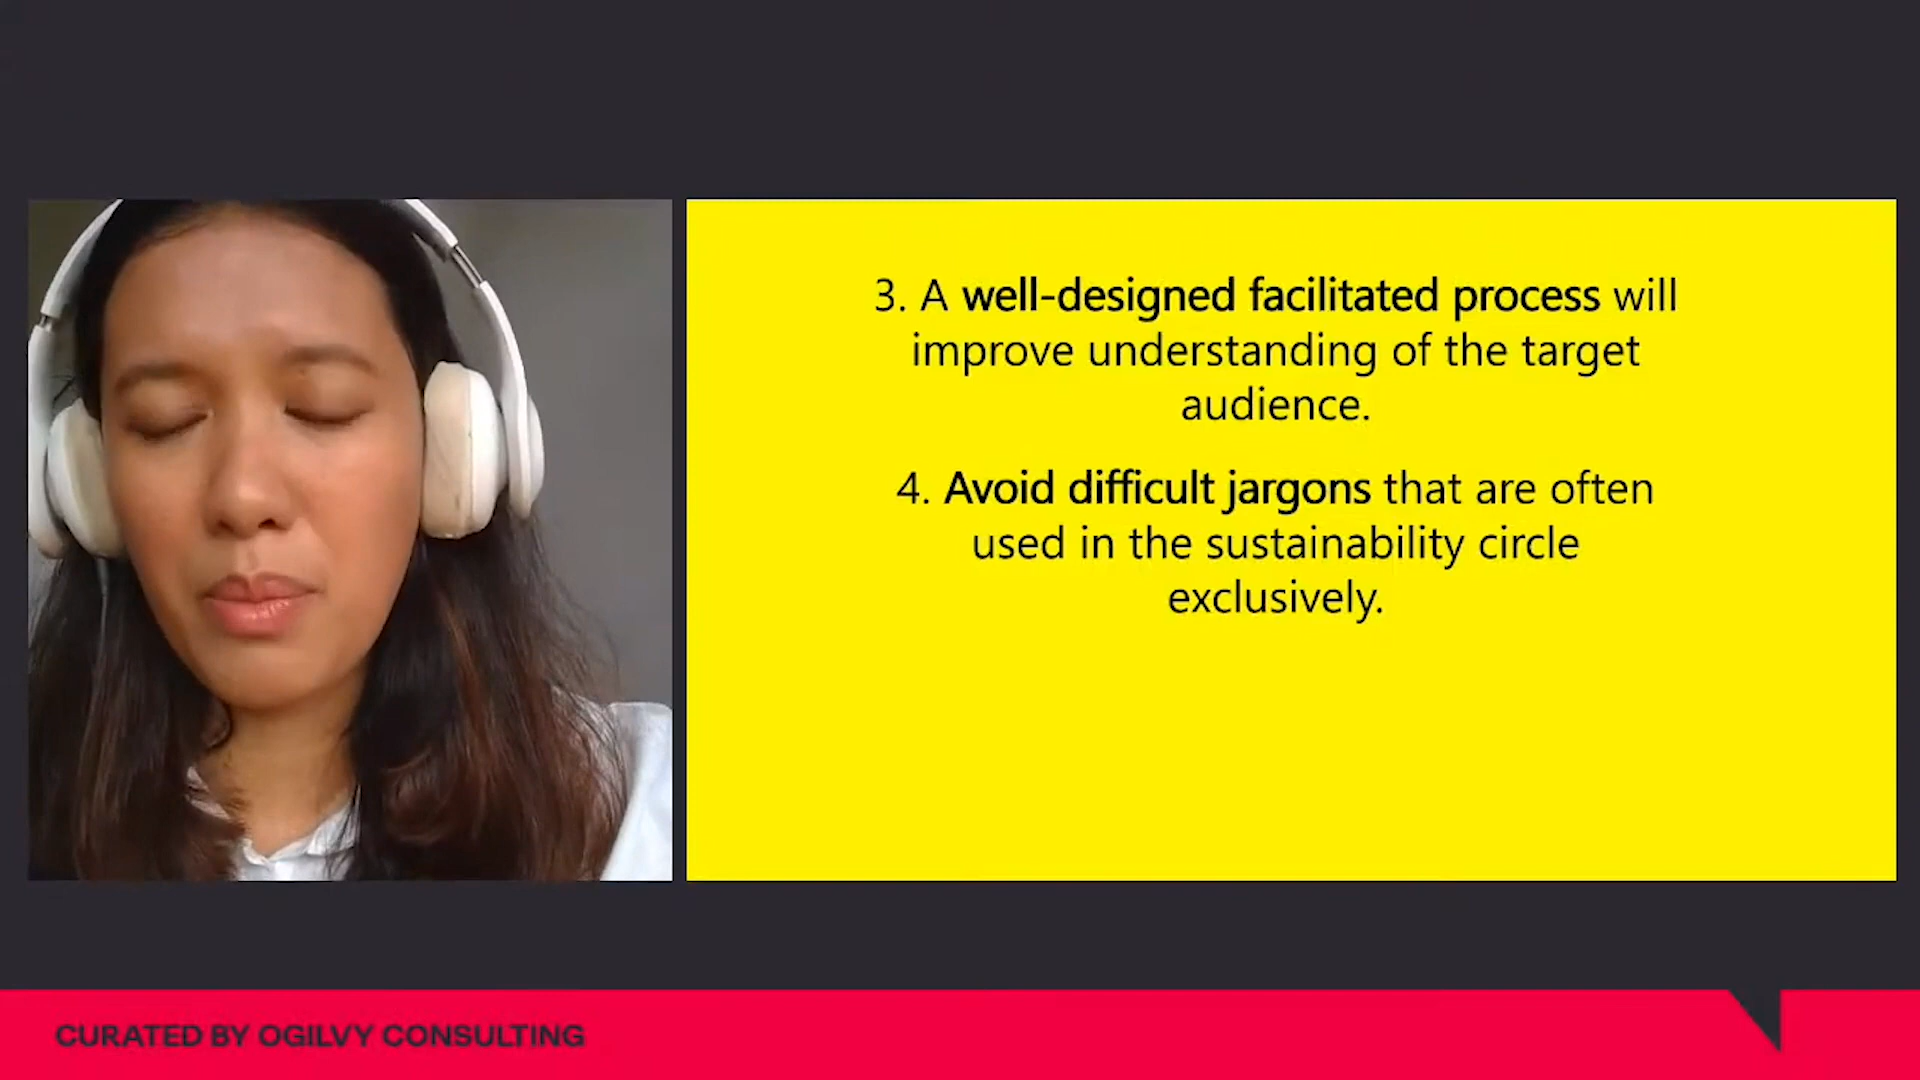 3. A well-designed facilitated process will
improve understanding of the target
audience.
4. Avoid difficult jargons that are often
used in the sustainability circle
exclusively.
CURATED BY OGILVY CONSULTING